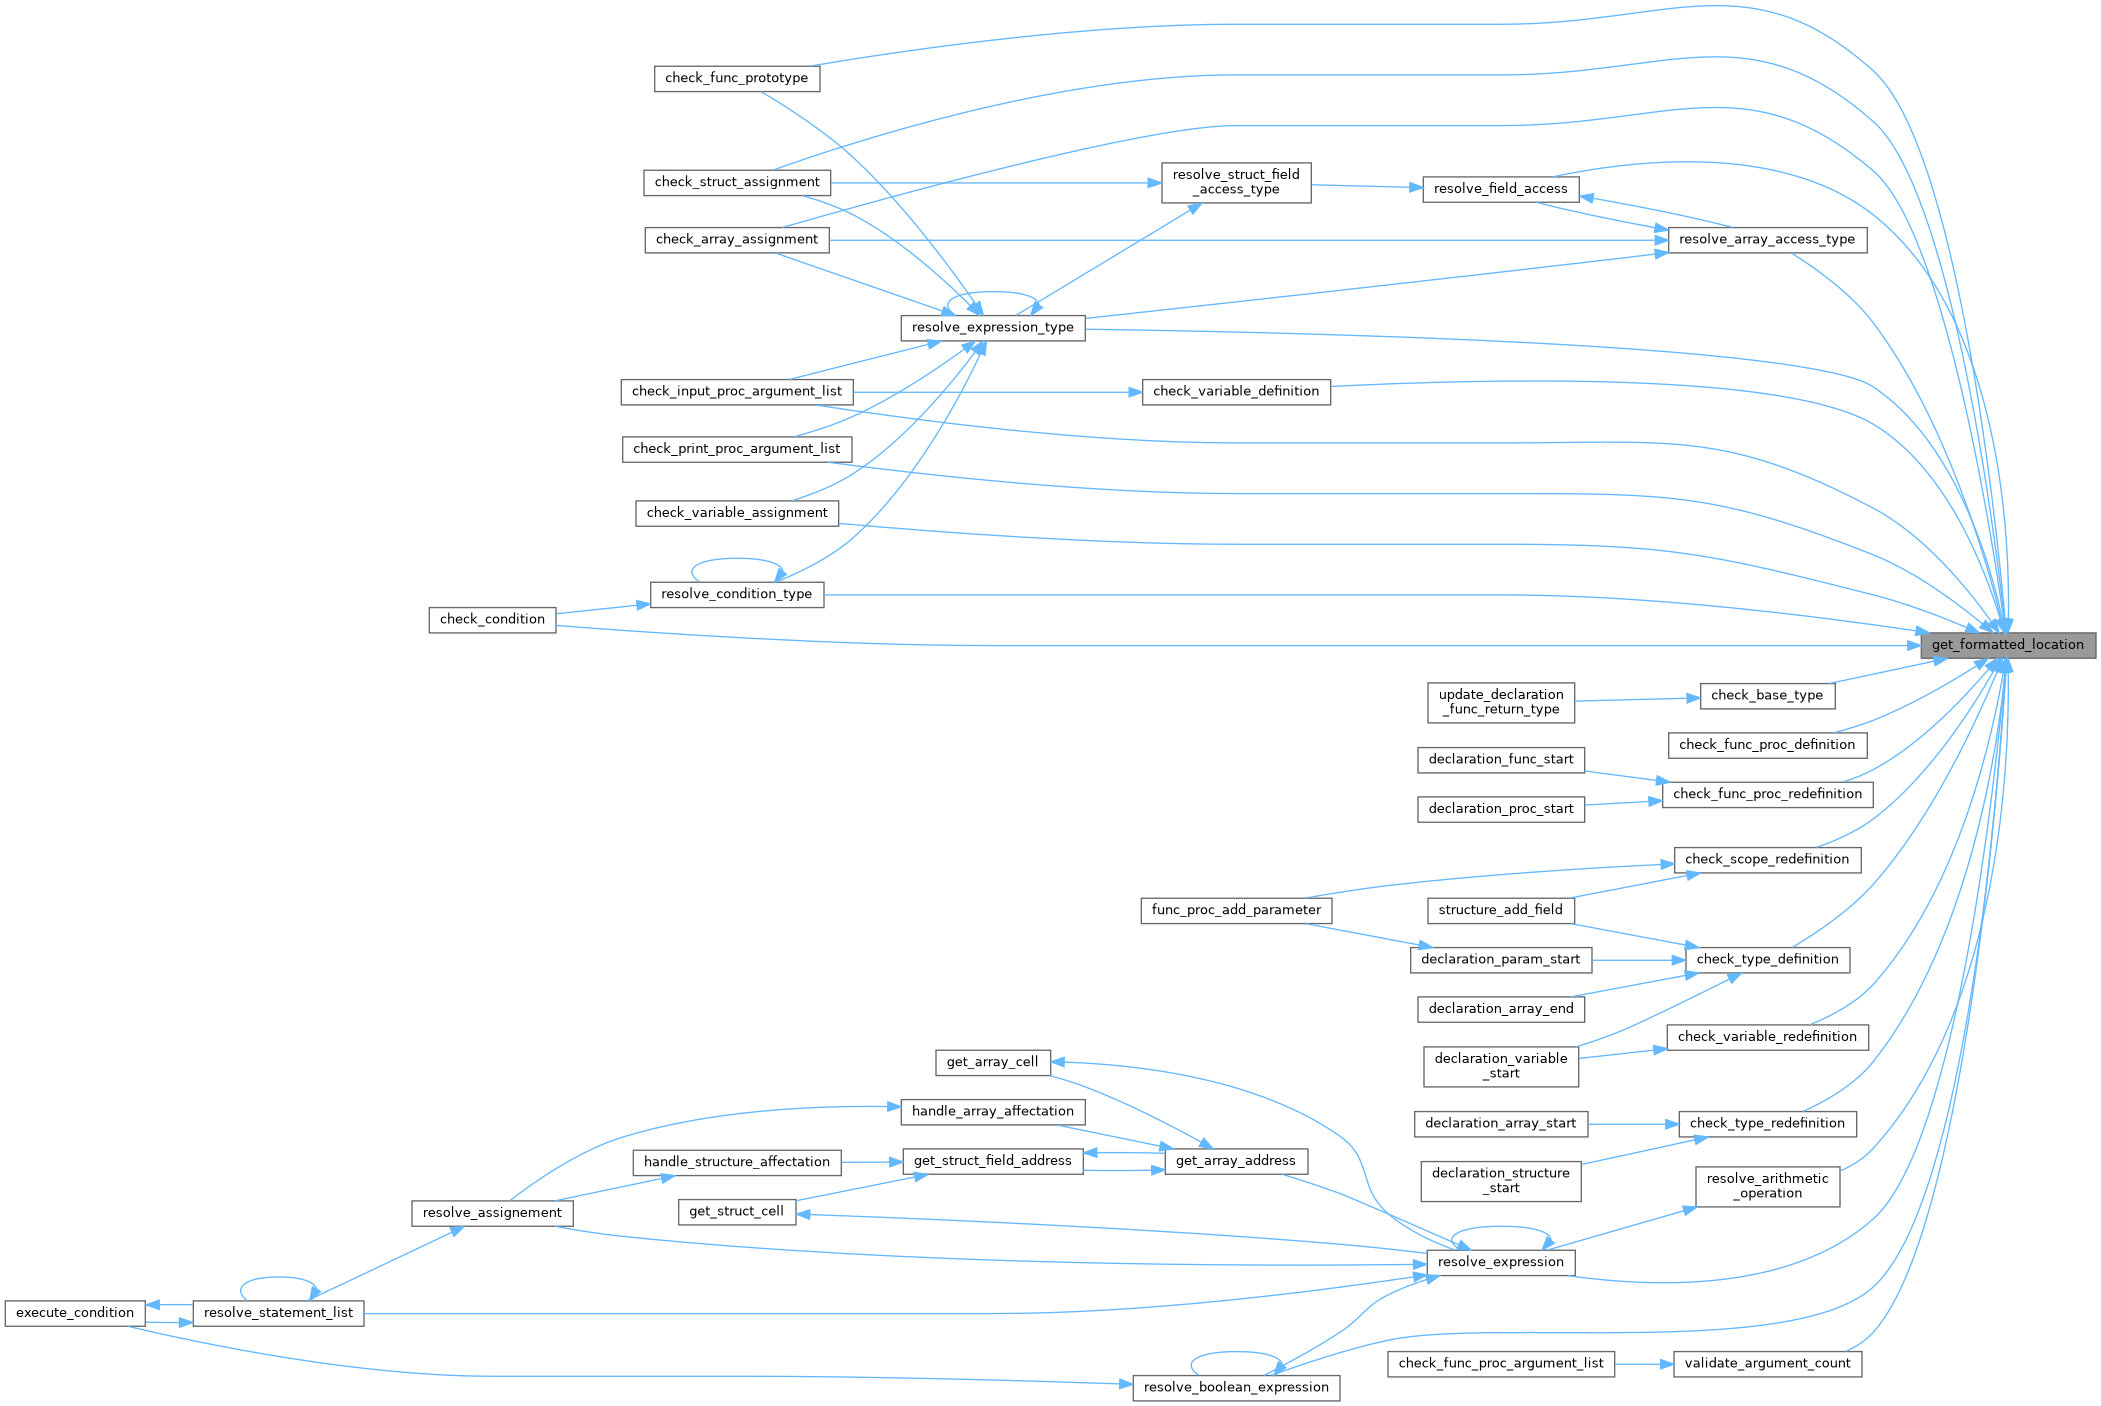 check_func_prototype
check_struct_assignment
resolve_struct_field
_access_type
resolve_field_access
check_array_assignment
resolve_array_access_type
resolve_expression_type
check_input_proc_argument_list
check_variable_definition
check_print_proc_argument_list
check_variable_assignment
resolve_condition_type
check_condition
get_formatted_location
update_declaration
_func_return_type
check_base_type
check_func_proc_definition
declaration_func_start
check_func_proc_redefinition
declaration_proc_start
check_scope_redefinition
func_proc_add_parameter
structure_add_field
declaration_param_start
check_type_definition
declaration_array_end
check_variable_redefinition
declaration_variable
_start
get_array_cell
handle_array_affectation
declaration_array_start
check_type_redefinition
handle_structure_affectation
get_struct_field_address
get_array_address
declaration_structure
_start
resolve_arithmetic
_operation
resolve_assignement
get_struct_cell
resolve_expression
execute_condition
resolve_statement_list
check_func_proc_argument_list
validate_argument_count
resolve_boolean_expression